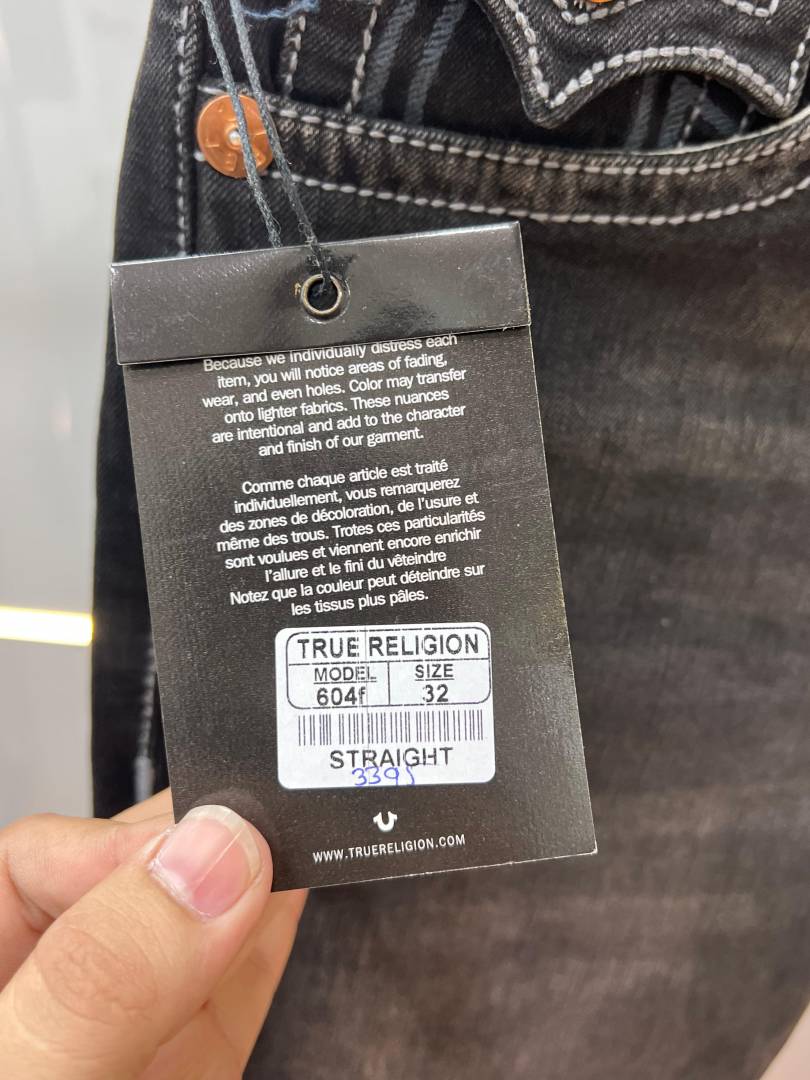 Because we individually distress each
item, you will notice areas of fading,
wear, and even holes. Color may transfer
onto lighter fabrics. These nuances
are intentional and add to the character
and finish of our garment.
Comme chaque article est traité
individuellement, vous remarquerez
des zones de décoloration, de l'usure et
même des trous. Trotes ces particularités
sont voulues et viennent encore enrichir
l'allure et le fini du vêteindre
Notez que la couleur peut déteindre sur
les tissus plus pâles.
TRUE RELIGION
MODEL SIZE
604f 32
STRAIGHT
3395
WWW.TRUERELIGION.COM